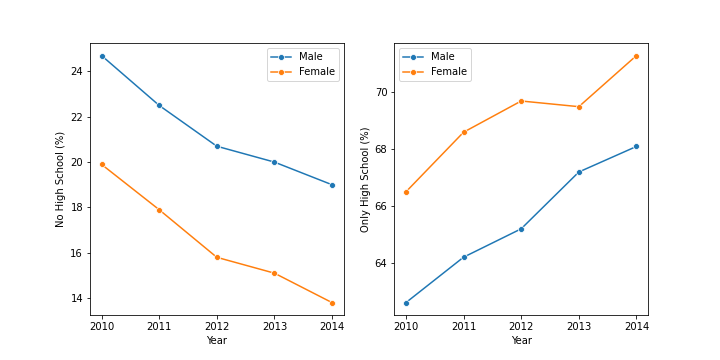 Male
Female
24
22
20
18
16
14
No High School (%)
2010 2011 2012 2013 2014
Year
Male
Female
70
68
66
64
Only High School (%)
2010 2011 2012 2013 2014
Year